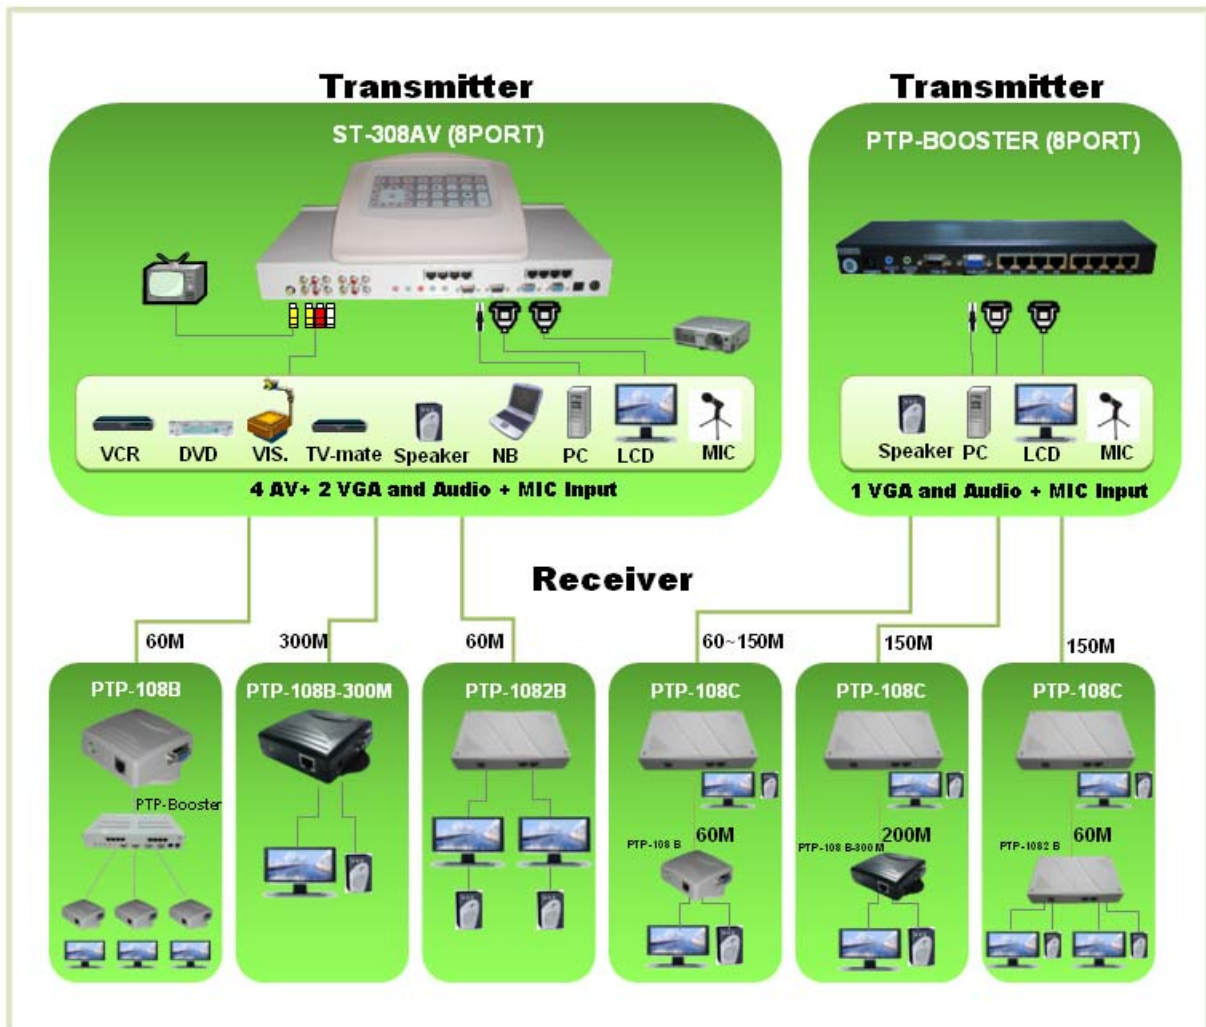 Transmitter
Transmitter
ST-308AV (8PORT)
PTP-BOOSTER (8PORT)
VCR DVD VIS. TV-mate Speaker NB PC LCD MIC
Speaker PC LCD MIC
4 AV+ 2 VGA and Audio + MIC Input
1 VGA and Audio + MIC Input
Receiver
60M 300M 60M 60~150M 150M 150M
PTP-108B
PTP-108B-300M
PTP-1082B
PTP-108C
PTP-108C
PTP-108C
PTP-Booster
60M
200M
60M
PTP-108 B
PTP-108 B-300 M
PTP-1082 B